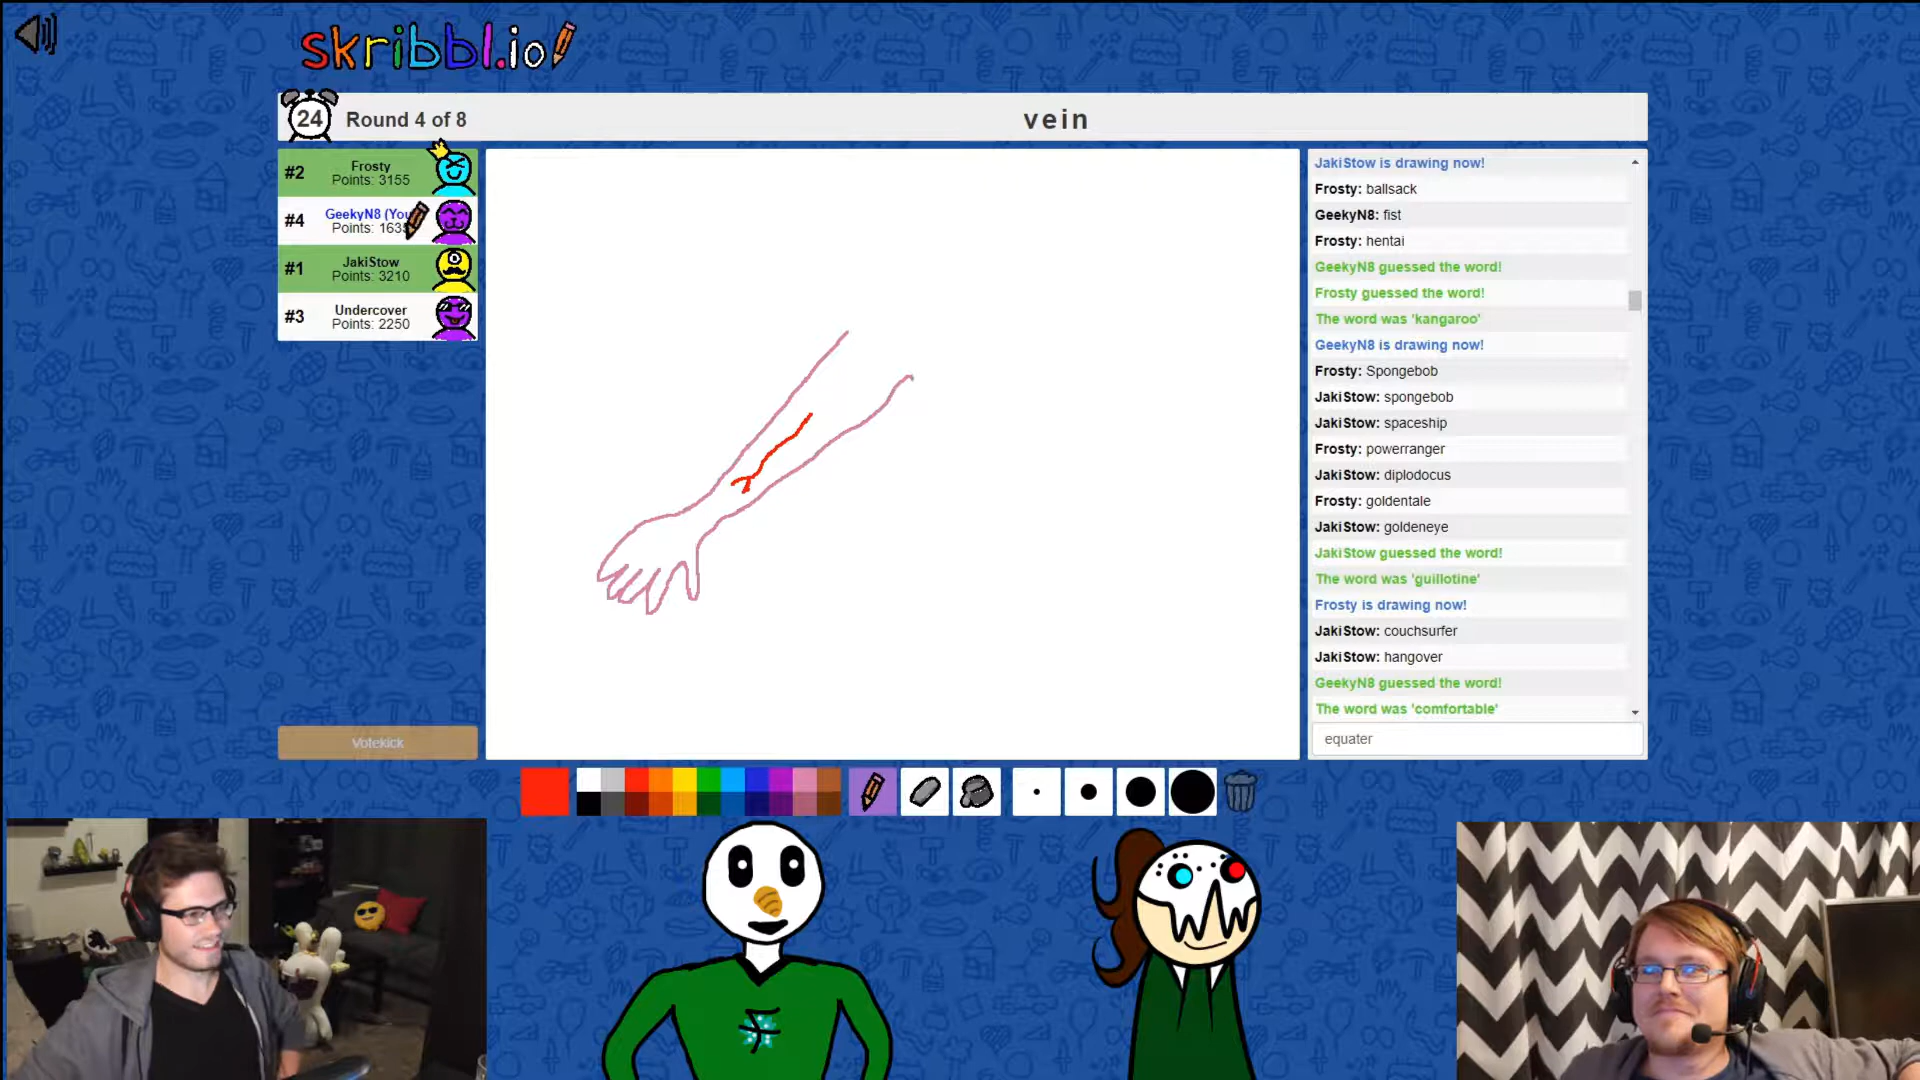 skribbl.io
24
Round 4 of 8
vein
#2
Frosty
Points: 3155
#4
GeekyN8 (You
Points: 1635
#1
JakiStow
Points: 3210
#3
Undercover
Points: 2250
Votekick
JakiStow is drawing now!
Frosty: ballsack
GeekyN8: fist
Frosty: hentai
GeekyN8 guessed the word!
Frosty guessed the word!
The word was 'kangaroo'
GeekyN8 is drawing now!
Frosty: Spongebob
JakiStow: spongebob
JakiStow: spaceship
Frosty: powerranger
JakiStow: diplodocus
Frosty: goldentale
JakiStow: goldeneye
JakiStow guessed the word!
The word was 'guillotine'
Frosty is drawing now!
JakiStow: couchsurfer
JakiStow: hangover
GeekyN8 guessed the word!
The word was 'comfortable'
equater